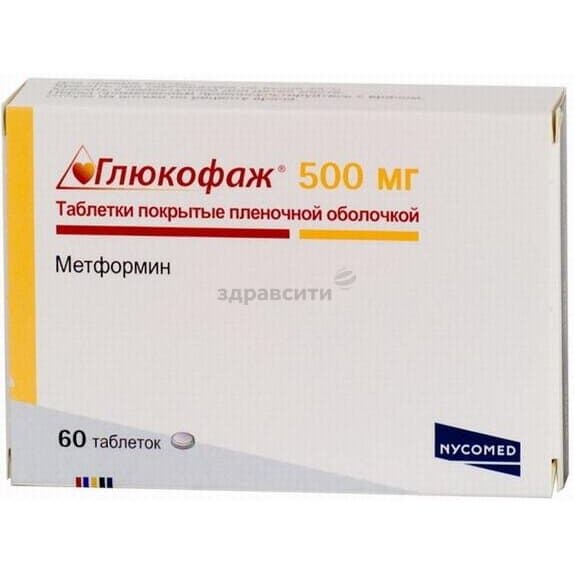 Глюкофаж® 500 мг
Таблетки покрытые пленочной оболочкой
Метформин
здравсити
60 таблеток
NYCOMED